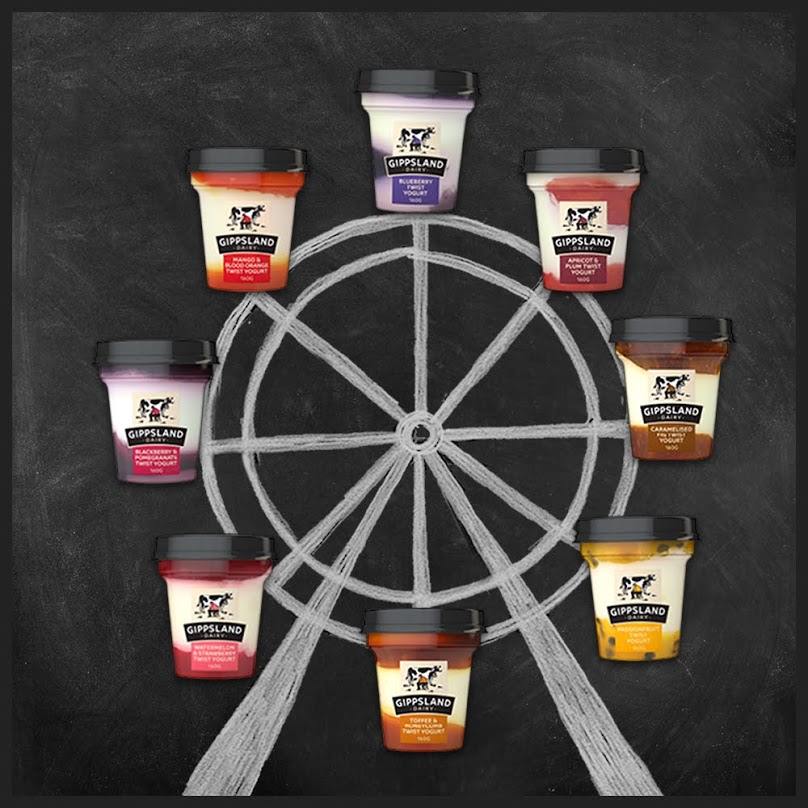 GIPPSLAND
DAIRY
BLUEBERRY
TWIST
YOGURT
160G
GIPPSLAND
DAIRY
MANGO &
BLOOD ORANGE
TWIST YOGURT
160G
GIPPSLAND
DAIRY
APRICOT &
PLUM TWIST
YOGURT
160G
GIPPSLAND
DAIRY
BLACKBERRY &
POMEGRANATE
TWIST YOGURT
160G
GIPPSLAND
DAIRY
CARAMELISED
FIG TWIST
YOGURT
160G
GIPPSLAND
DAIRY
WATERMELON
& STRAWBERRY
TWIST YOGURT
160G
GIPPSLAND
DAIRY
PASSIONFRUIT
TWIST
YOGURT
160G
GIPPSLAND
DAIRY
TOFFEE &
HONEYCOMB
TWIST YOGURT
160G